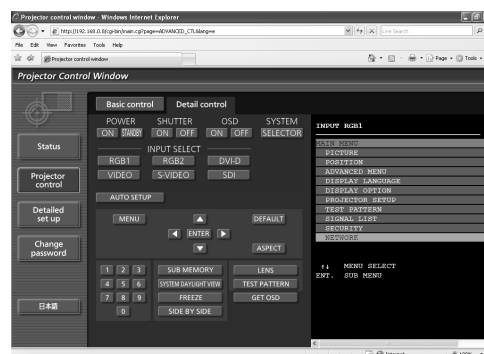 Projector control window - Windows Internet Explorer
http://192.168.0.8/cgi-bin/main.cgi?page=ADVANCED_CTL&lang=e
Live Search
File Edit View Favorites Tools Help
Projector control window
Page Tools
Projector Control Window
Basic control Detail control
POWER SHUTTER OSD SYSTEM
ON STANDBY ON OFF ON OFF SELECTOR
INPUT SELECT
RGB1 RGB2 DVI-D
VIDEO S-VIDEO SDI
AUTO SETUP
MENU DEFAULT
ENTER
ASPECT
1 2 3 SUB MEMORY LENS
4 5 6 SYSTEM DAYLIGHT VIEW TEST PATTERN
7 8 9 FREEZE GET OSD
0 SIDE BY SIDE
Status
Projector
control
Detailed
set up
Change
password
日本語
INPUT RGB1
MAIN MENU
PICTURE
POSITION
ADVANCED MENU
DISPLAY LANGUAGE
DISPLAY OPTION
PROJECTOR SETUP
TEST PATTERN
SIGNAL LIST
SECURITY
NETWORK
↑↓ MENU SELECT
ENT. SUB MENU
Internet 100%